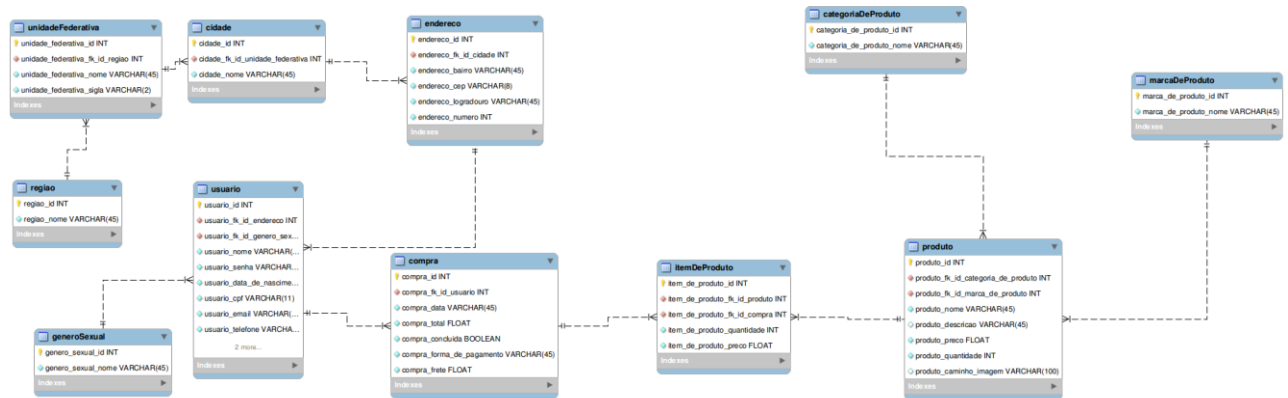 unidadeFederativa
unidade_federativa_id INT
unidade_federativa_fk_id_regiao INT
unidade_federativa_nome VARCHAR(45)
unidade_federativa_sigla VARCHAR(2)
Indexes
cidade
cidade_id INT
cidade_fk_id_unidade_federativa INT
cidade_nome VARCHAR(45)
Indexes
endereco
endereco_id INT
endereco_fk_id_cidade INT
endereco_bairro VARCHAR(45)
endereco_cep VARCHAR(8)
endereco_logradouro VARCHAR(45)
endereco_numero INT
Indexes
categoriaDeProduto
categoria_de_produto_id INT
categoria_de_produto_nome VARCHAR(45)
Indexes
marcaDeProduto
marca_de_produto_id INT
marca_de_produto_nome VARCHAR(45)
Indexes
regiao
regiao_id INT
regiao_nome VARCHAR(45)
Indexes
usuario
usuario_id INT
usuario_fk_id_endereco INT
usuario_fk_id_genero_sex...
usuario_nome VARCHAR(...
usuario_senha VARCHAR...
usuario_data_de_nascime...
usuario_cpf VARCHAR(11)
usuario_email VARCHAR(...
usuario_telefone VARCHA...
2 more...
Indexes
generoSexual
genero_sexual_id INT
genero_sexual_nome VARCHAR(45)
Indexes
compra
compra_id INT
compra_fk_id_usuario INT
compra_data VARCHAR(45)
compra_total FLOAT
compra_concluida BOOLEAN
compra_forma_de_pagamento VARCHAR(45)
compra_frete FLOAT
Indexes
itemDeProduto
item_de_produto_id INT
item_de_produto_fk_id_produto INT
item_de_produto_fk_id_compra INT
item_de_produto_quantidade INT
item_de_produto_preco FLOAT
Indexes
produto
produto_id INT
produto_fk_id_categoria_de_produto INT
produto_fk_id_marca_de_produto INT
produto_nome VARCHAR(45)
produto_descricao VARCHAR(45)
produto_preco FLOAT
produto_quantidade INT
produto_caminho_imagem VARCHAR(100)
Indexes